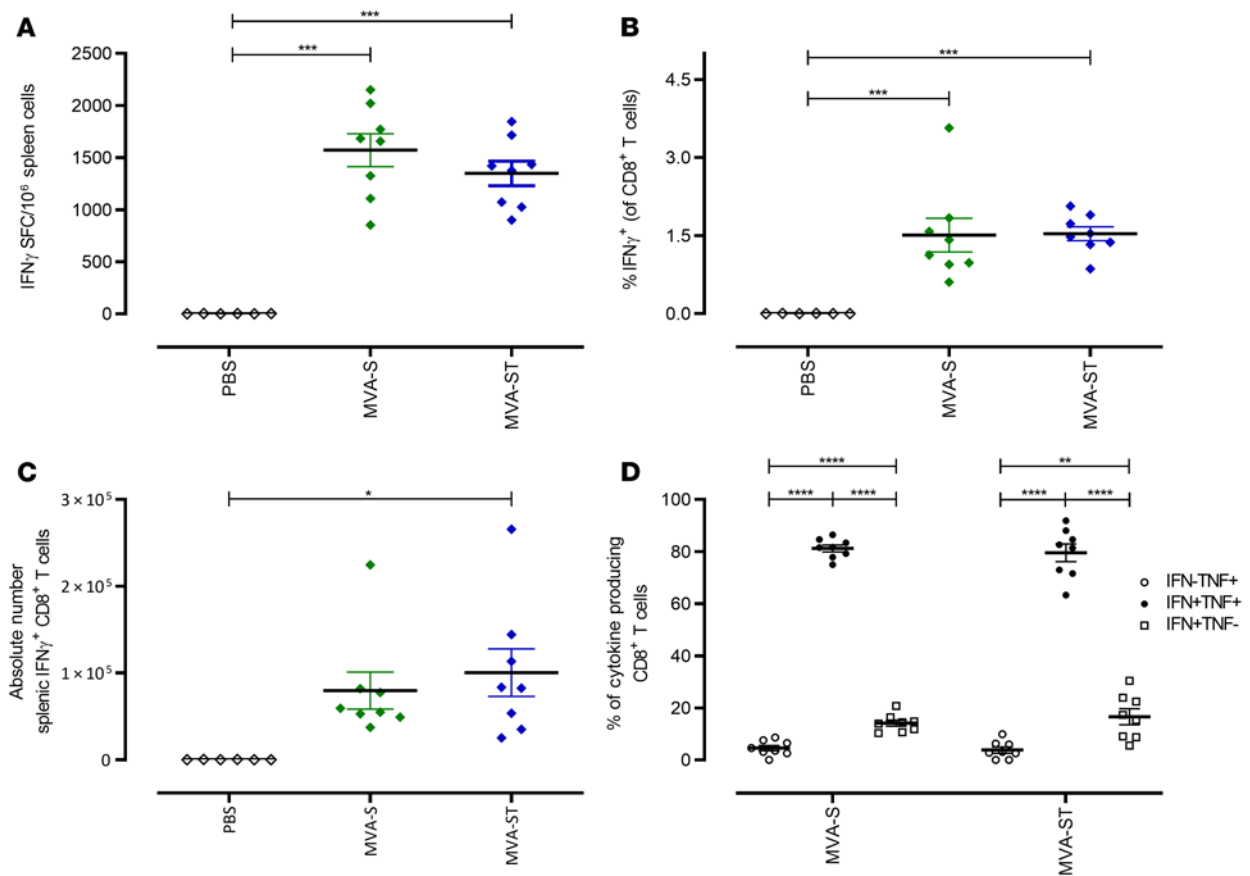 A
***
***
IFNγ SFC/10⁶ spleen cells
2500
2000
1500
1000
500
0
PBS
MVA-S
MVA-ST
B
***
***
% IFNγ⁺ (of CD8⁺ T cells)
4.5
3.0
1.5
0.0
PBS
MVA-S
MVA-ST
C
*
Absolute number
splenic IFNγ⁺ CD8⁺ T cells
3×10⁵
2×10⁵
1×10⁵
0
PBS
MVA-S
MVA-ST
D
**** **
**** **** **** ****
% of cytokine producing
CD8⁺ T cells
100
80
60
40
20
0
MVA-S
MVA-ST
IFN-TNF+
IFN+TNF+
IFN+TNF-